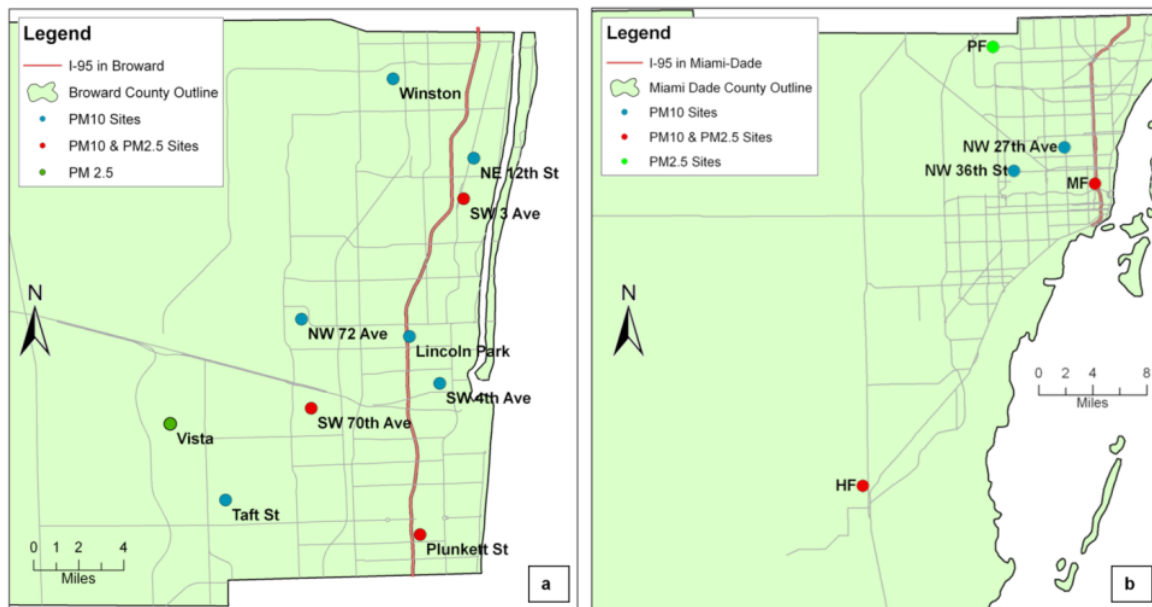 Legend
I-95 in Broward
Broward County Outline
PM10 Sites
PM10 & PM2.5 Sites
PM 2.5
Winston
NE 12th St
SW 3 Ave
N
NW 72 Ave
Lincoln Park
SW 4th Ave
SW 70th Ave
Vista
Taft St
Plunkett St
0 2 4
Miles
a
Legend
I-95 in Miami-Dade
Miami Dade County Outline
PM10 Sites
PM10 & PM2.5 Sites
PM2.5 Sites
PF
NW 27th Ave
NW 36th St
MF
N
0 2 4 8
Miles
HF
b